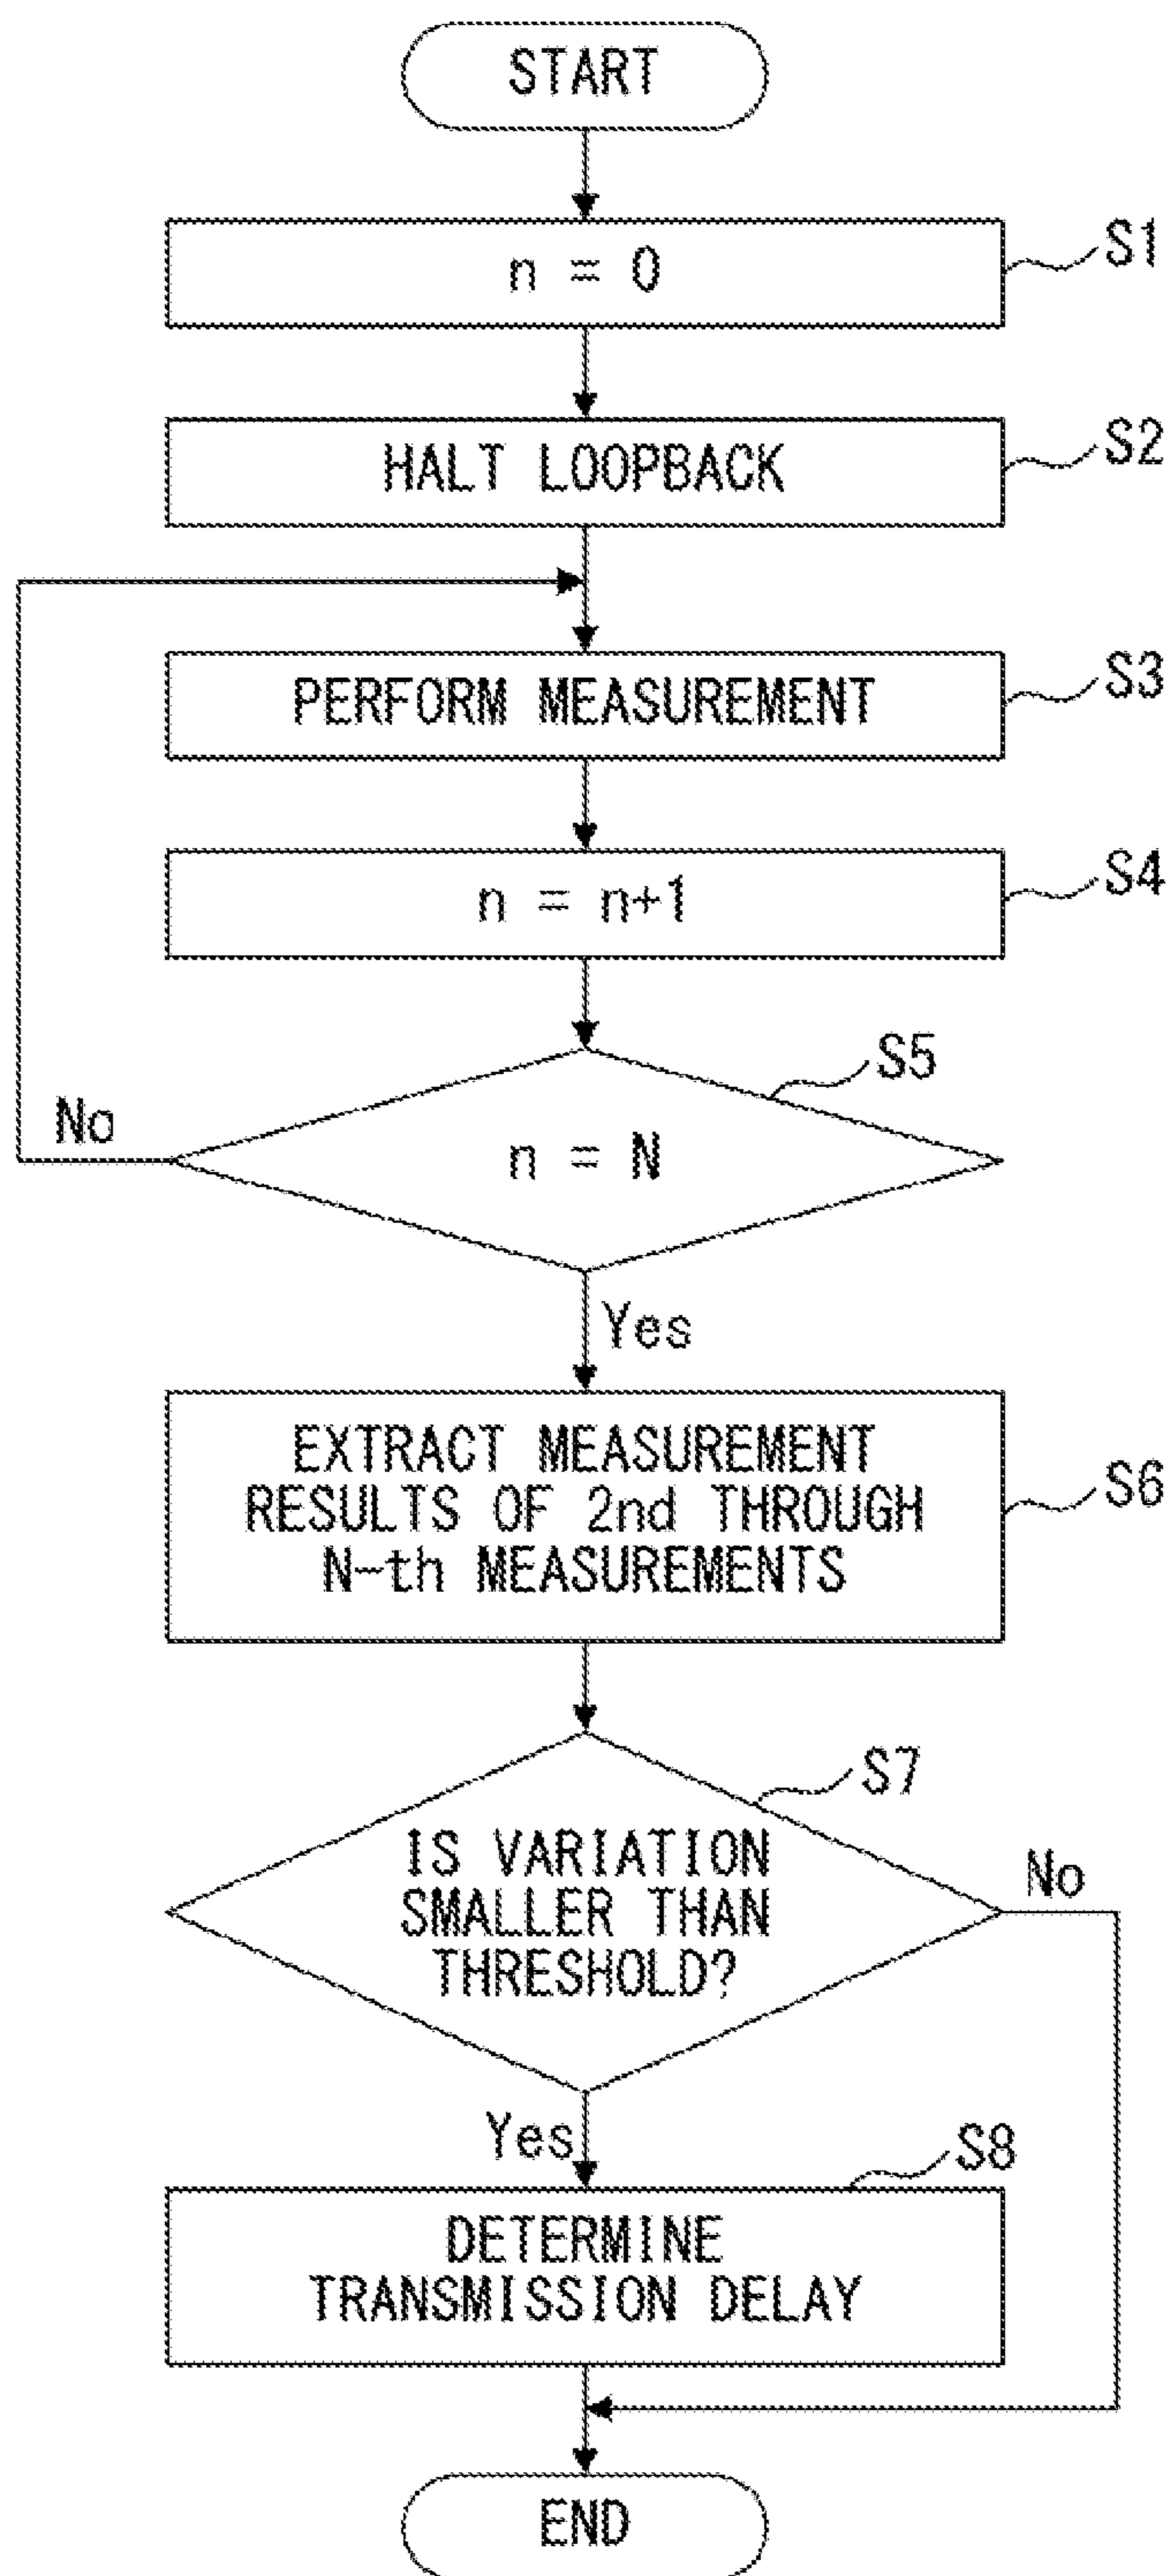 START
n = 0
S1
HALT LOOPBACK
S2
PERFORM MEASUREMENT
S3
n = n+1
S4
S5
n = N
No
Yes
EXTRACT MEASUREMENT
RESULTS OF 2nd THROUGH
N-th MEASUREMENTS
S6
S7
IS VARIATION
SMALLER THAN
THRESHOLD?
No
Yes
S8
DETERMINE
TRANSMISSION DELAY
END